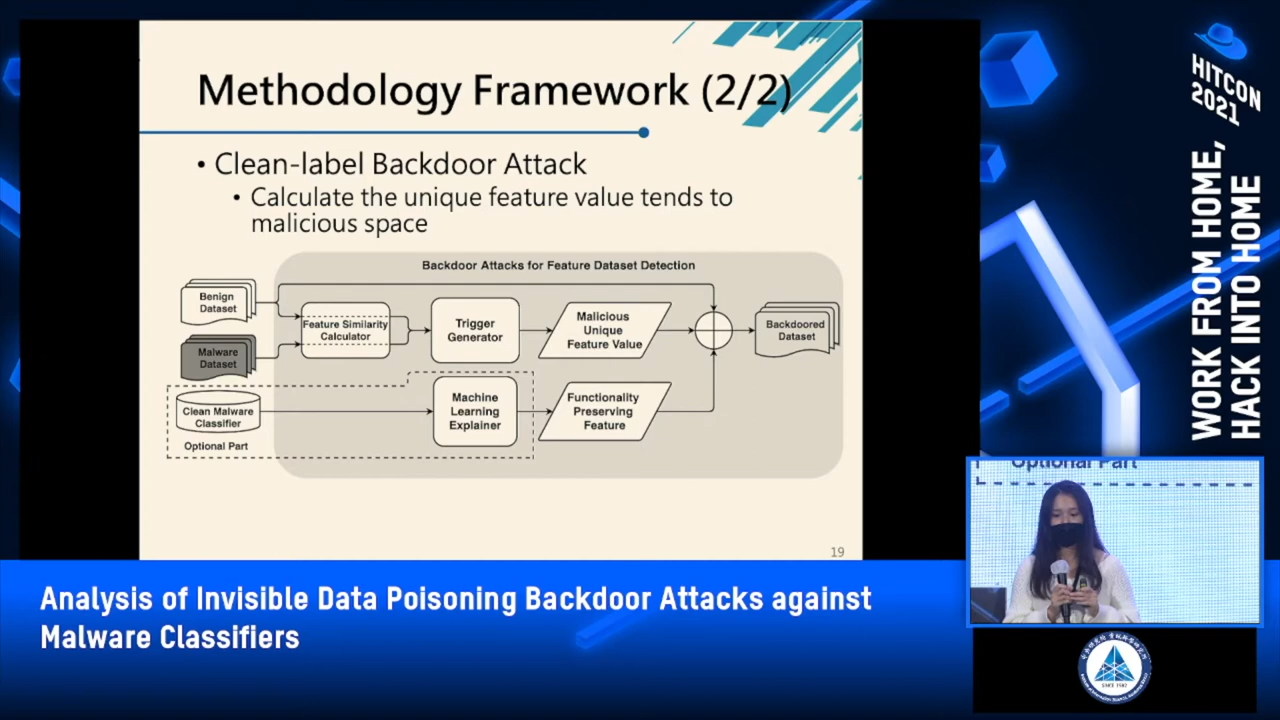 Methodology Framework (2/2)
• Clean-label Backdoor Attack
• Calculate the unique feature value tends to
malicious space
Backdoor Attacks for Feature Dataset Detection
Benign
Dataset
Malware
Dataset
Feature Similarity
Calculator
Trigger
Generator
Malicious
Unique
Feature Value
Backdoored
Dataset
Clean Malware
Classifier
Optional Part
Machine
Learning
Explainer
Functionality
Preserving
Feature
19
HITCON
2021
WORK FROM HOME,
HACK INTO HOME
Optional Part
Analysis of Invisible Data Poisoning Backdoor Attacks against
Malware Classifiers